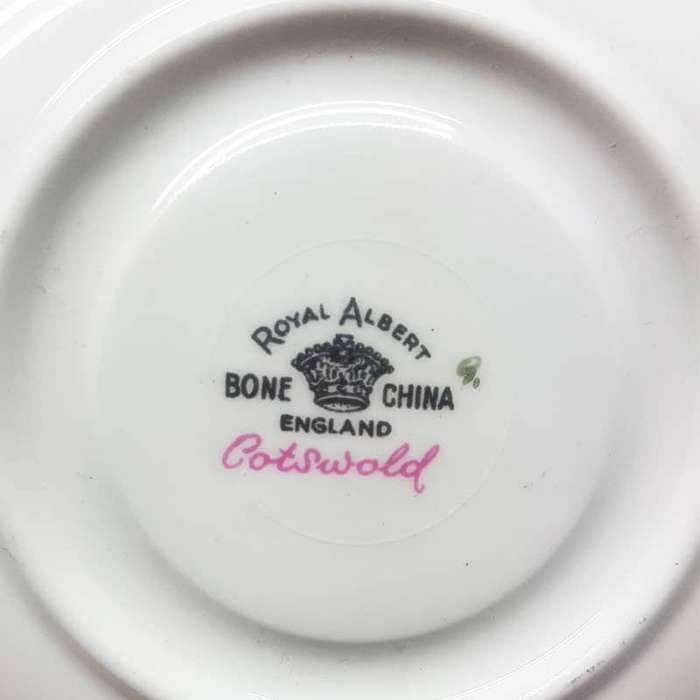 ROYAL ALBERT
BONE CHINA
ENGLAND
Cotswold